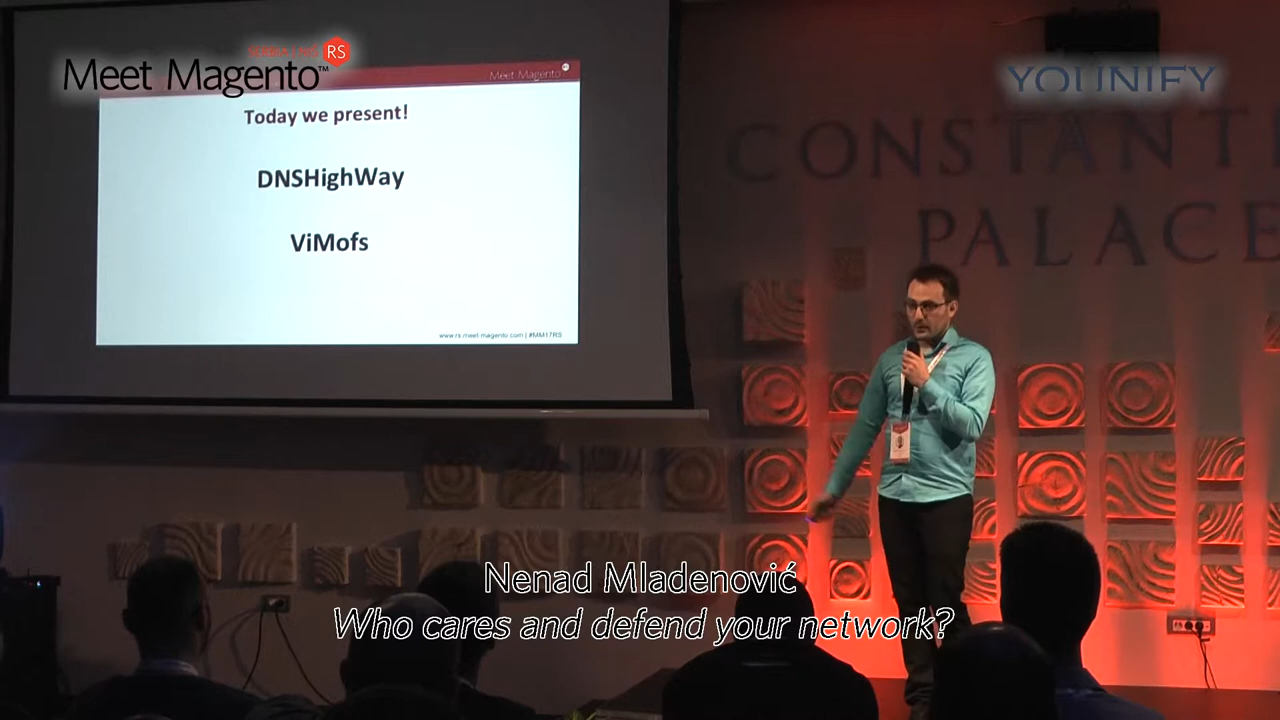 RS
Meet Magento™
YOUNIFY
Meet Magento
Today we present!
DNSHighWay
ViMofs
www.rs.meet-magento.com | #MM17RS
CONSTANT
PALACE
Nenad Mladenović
Who cares and defend your network?